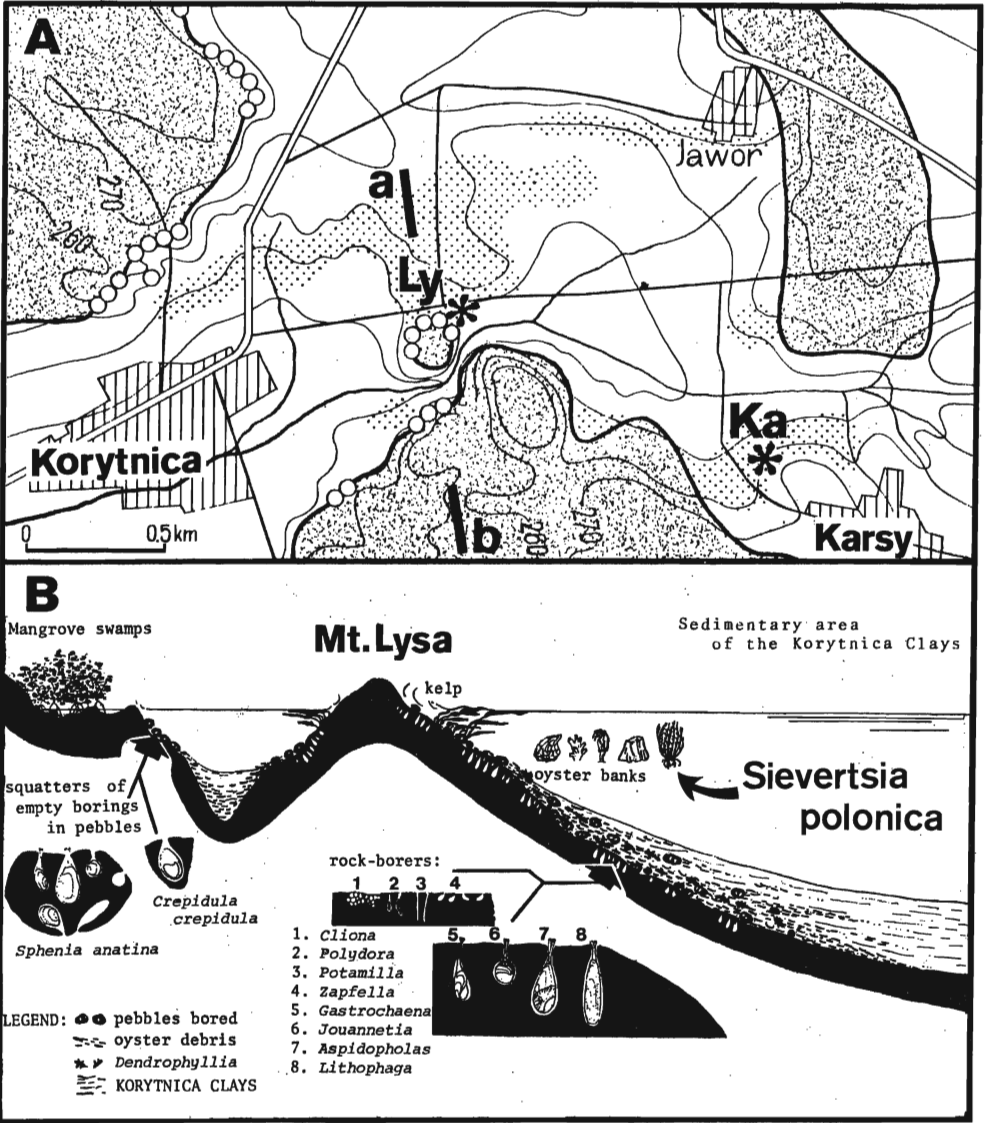 A
270
260
a
Jawor
Ly
Ka
Korytnica
0 0.5km
b
260
270
Karsy
B
Mangrove swamps
Mt. Lysa
Sedimentary area
of the Korytnica Clays
kelp
oyster banks
Sievertsia
polonica
squatters of
empty borings
in pebbles
Crepidula
crepidula
Sphenia anatina
rock-borers:
1 2 3 4
5 6 7 8
1. Cliona
2. Polydora
3. Potamilla
4. Zapfella
5. Gastrochaena
6. Jouannetia
7. Aspidopholas
8. Lithophaga
LEGEND: pebbles bored
oyster debris
Dendrophyllia
KORYTNICA CLAYS